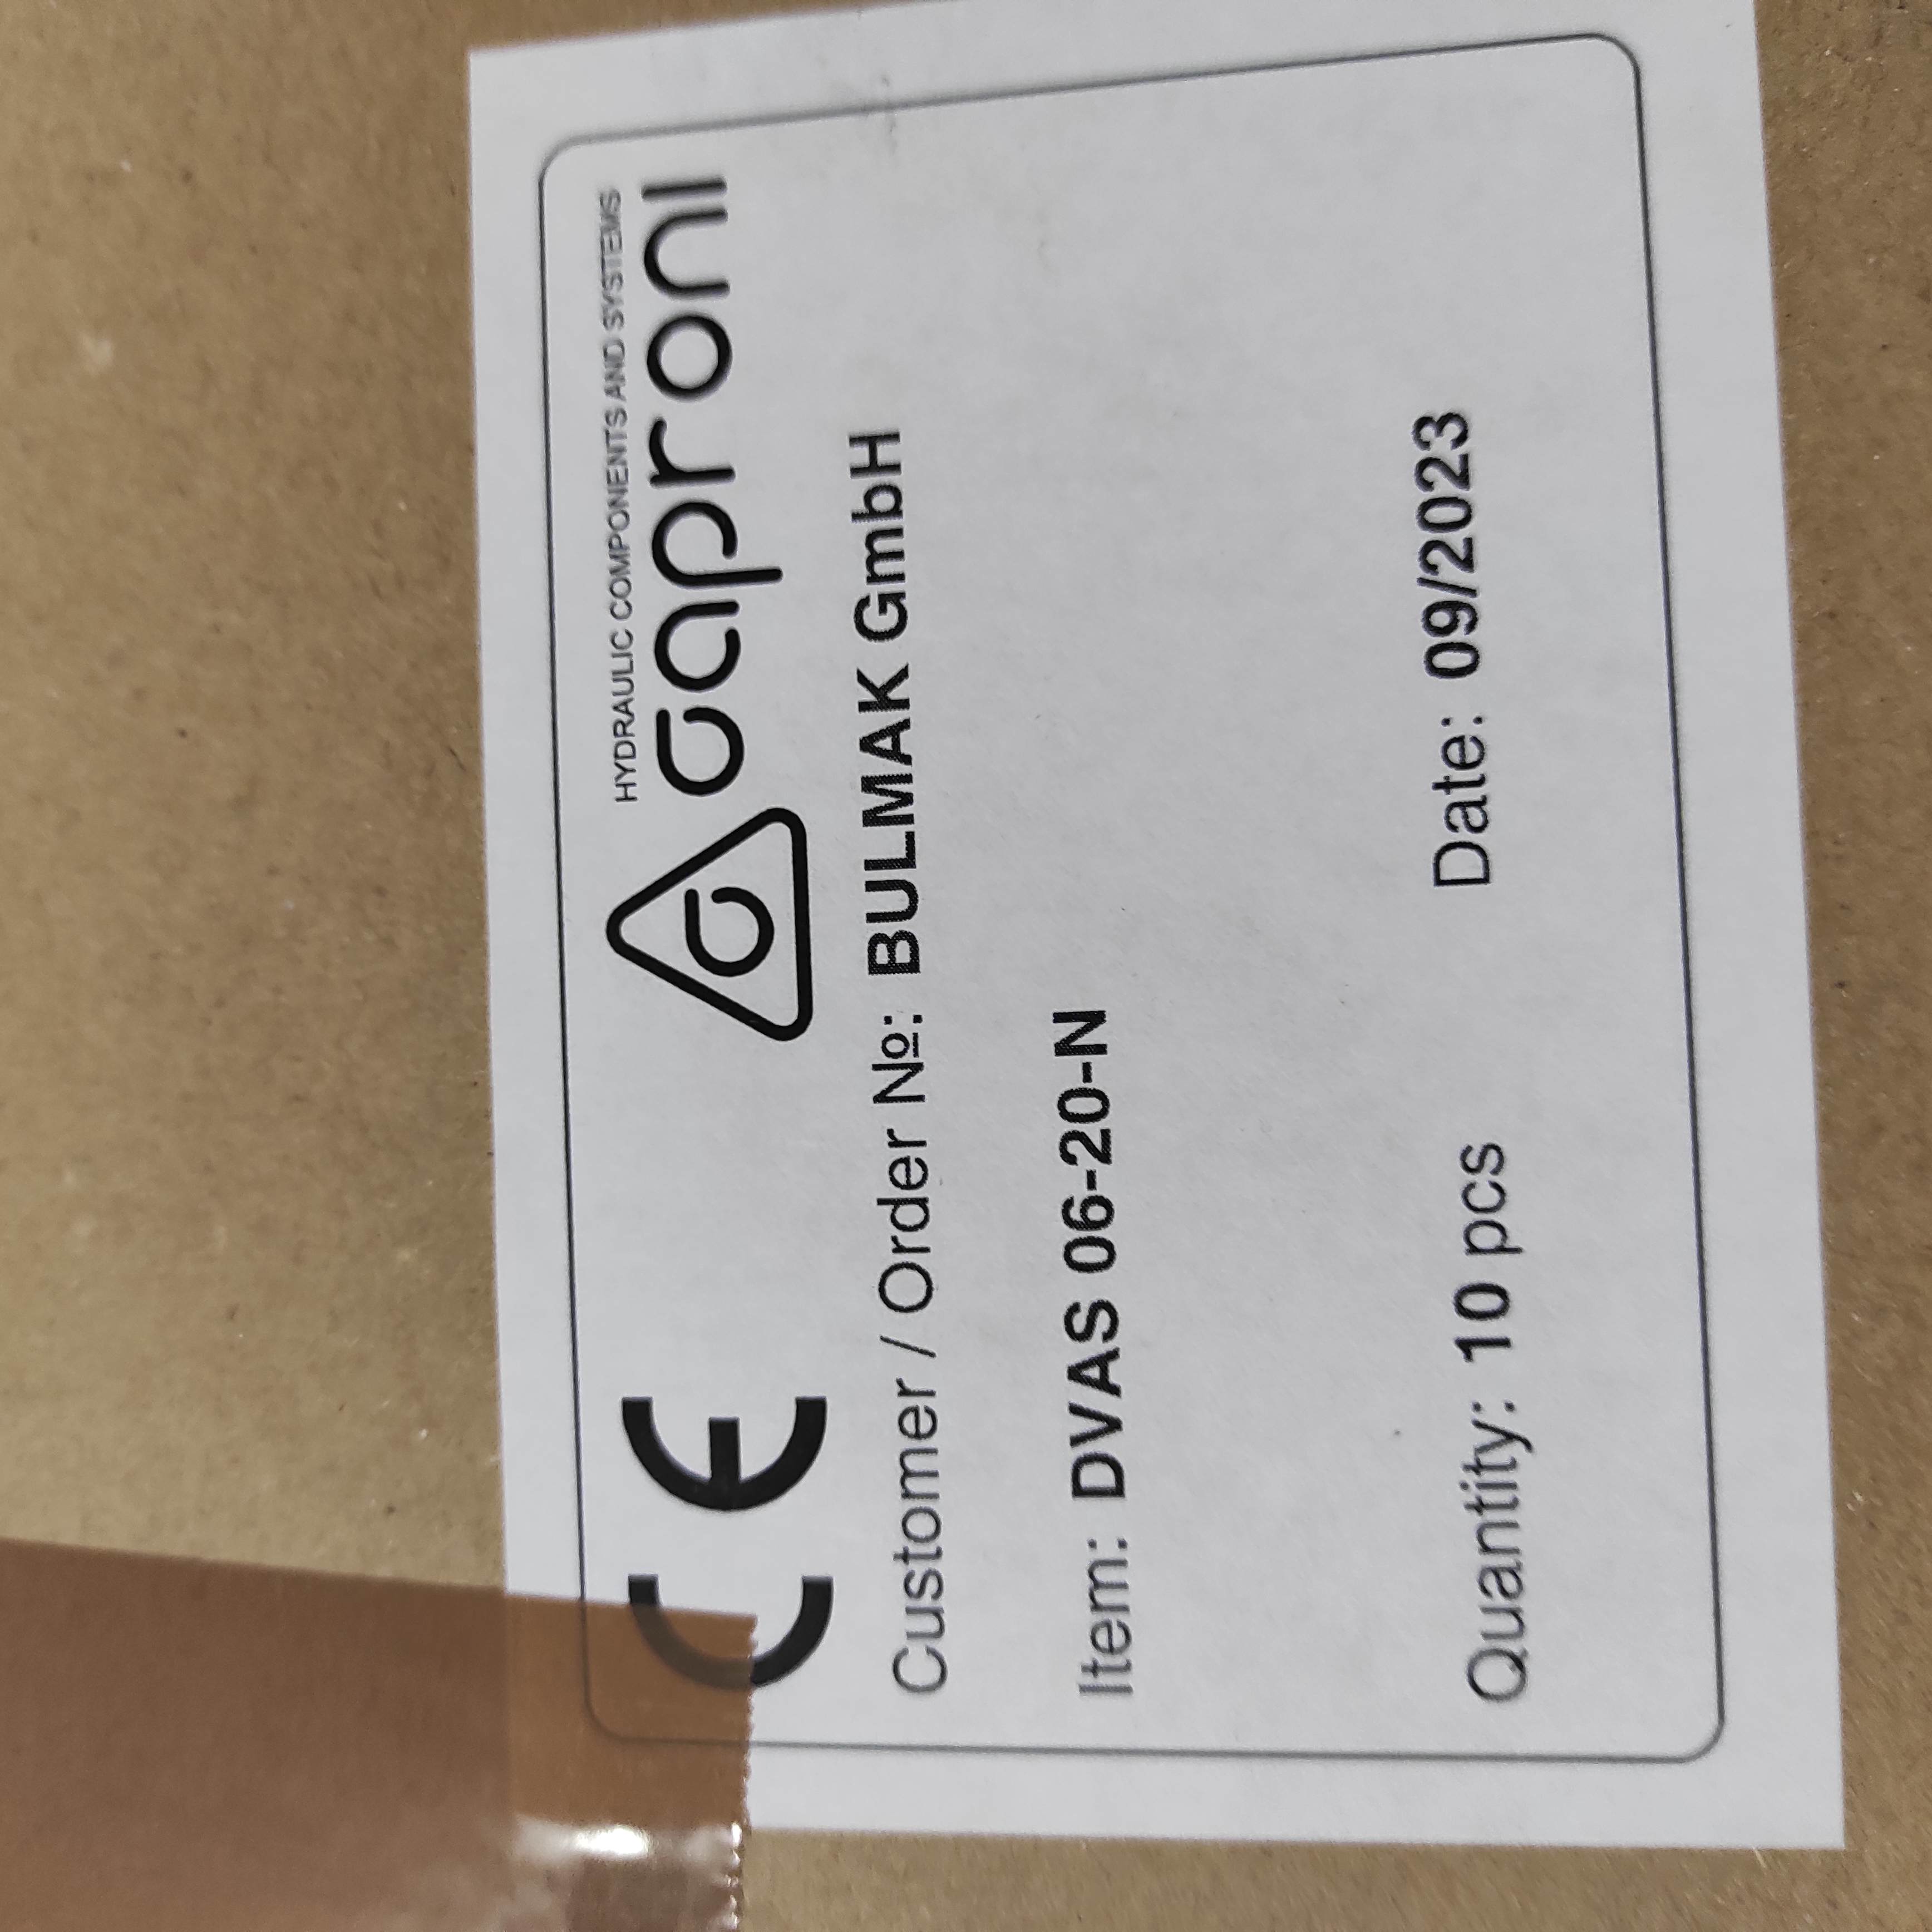 CE
HYDRAULIC COMPONENTS AND SYSTEMS
caproni
Customer / Order №: BULMAK GmbH
Item: DVAS 06-20-N
Quantity: 10 pcs Date: 09/2023